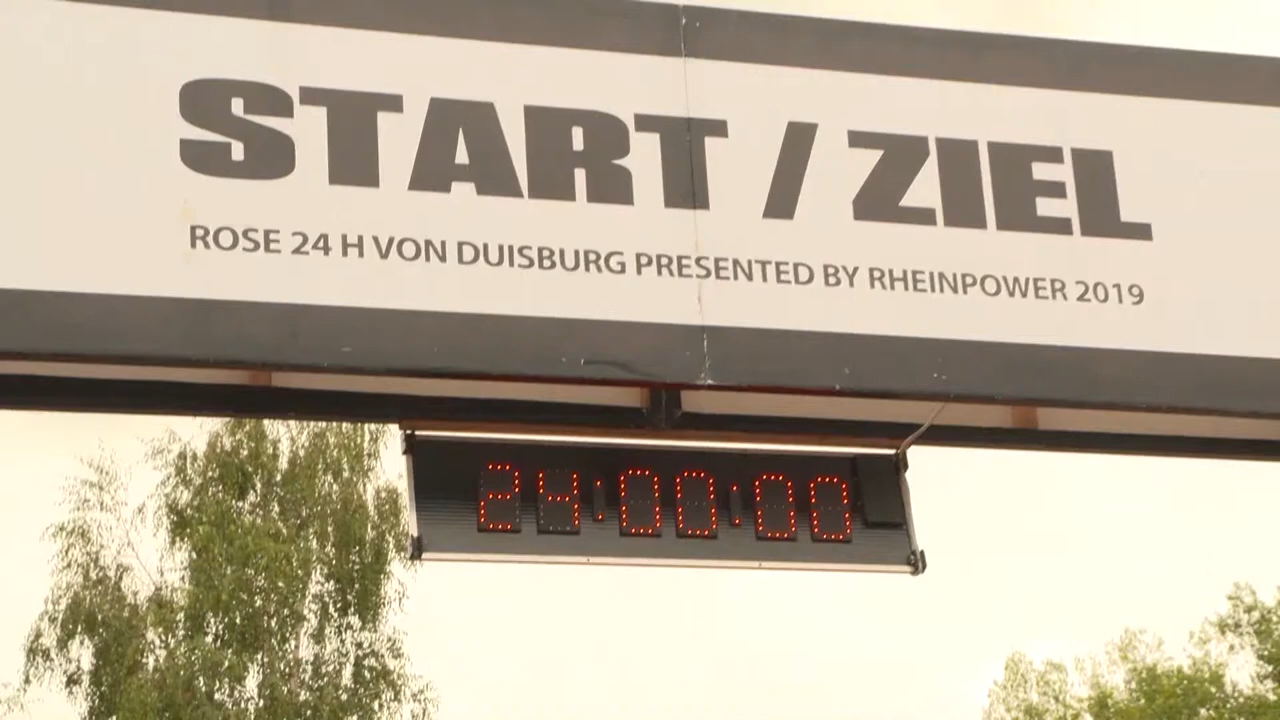 START / ZIEL
ROSE 24 H VON DUISBURG PRESENTED BY RHEINPOWER 2019
24:00:00